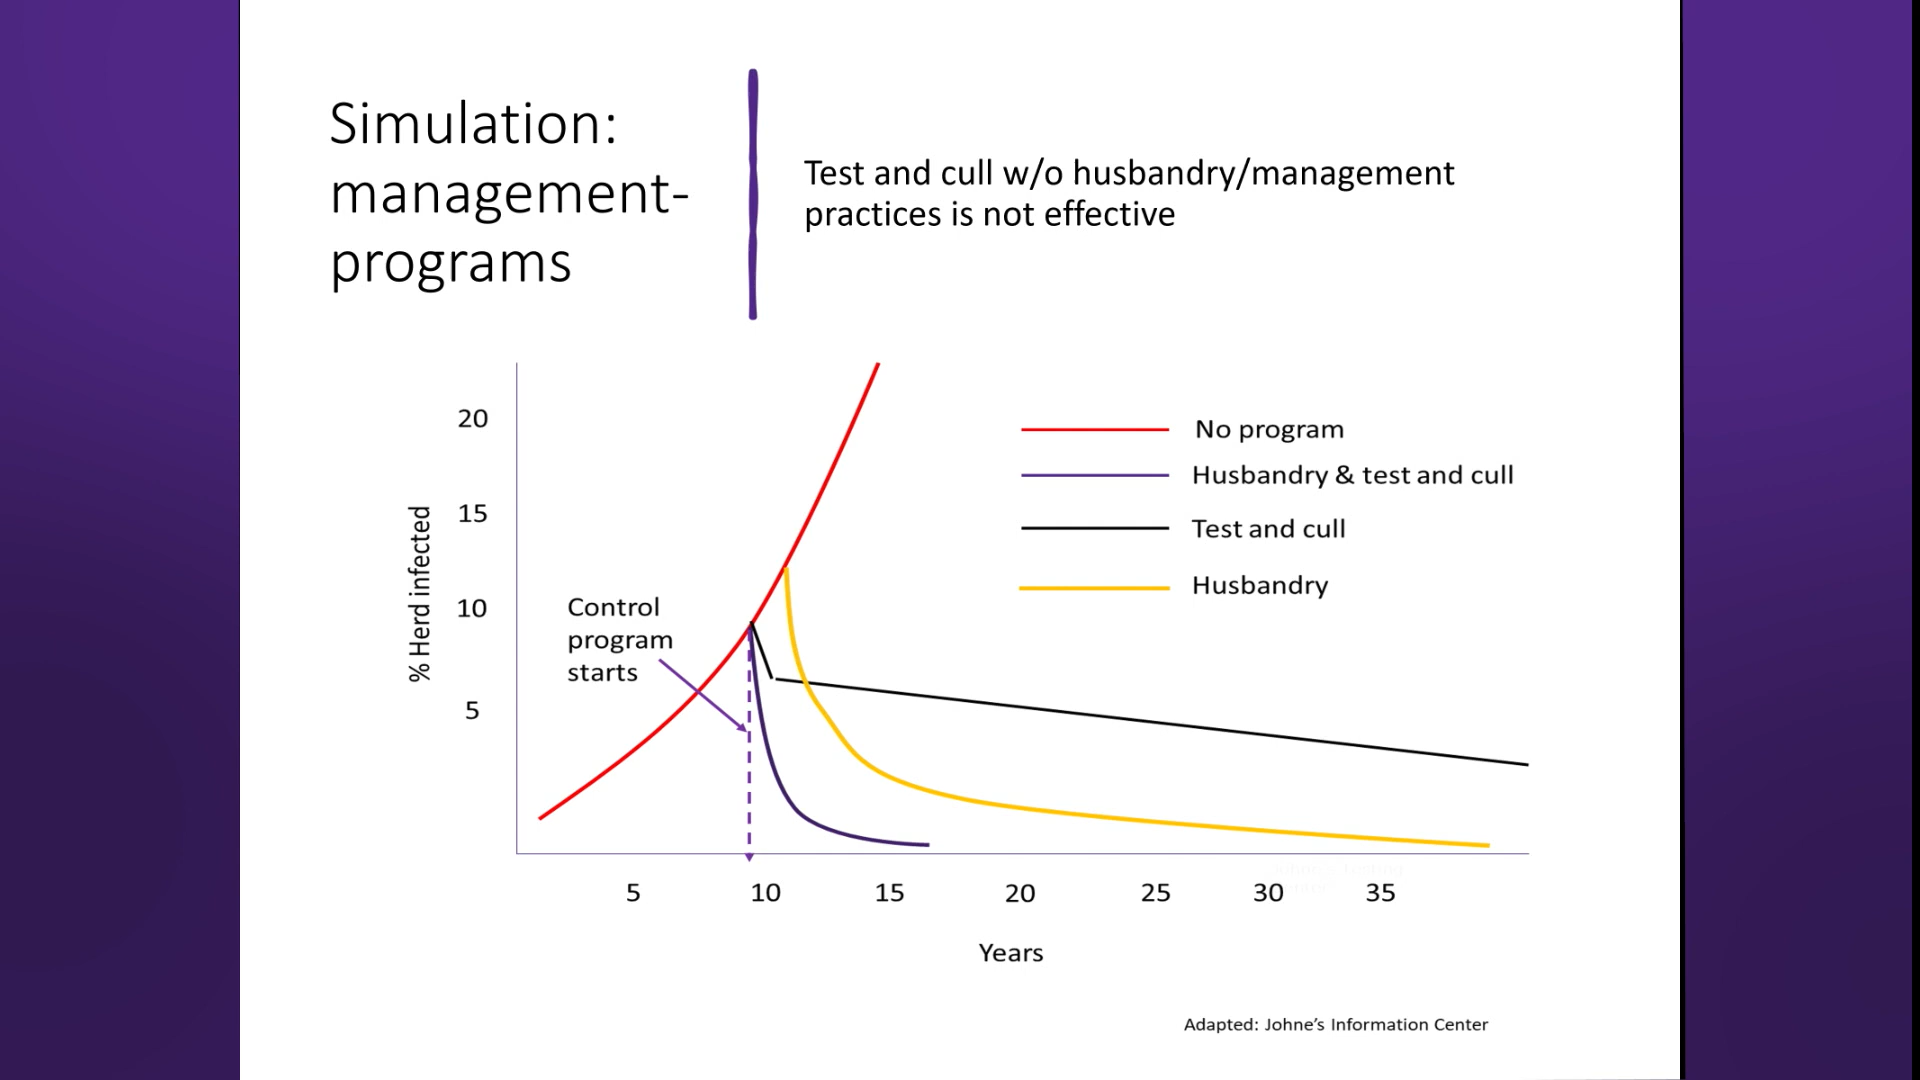 Simulation:
management-
programs
Test and cull w/o husbandry/management
practices is not effective
% Herd infected
20
15
10
5
Control
program
starts
No program
Husbandry & test and cull
Test and cull
Husbandry
5 10 15 20 25 30 35
Years
Adapted: Johne’s Information Center